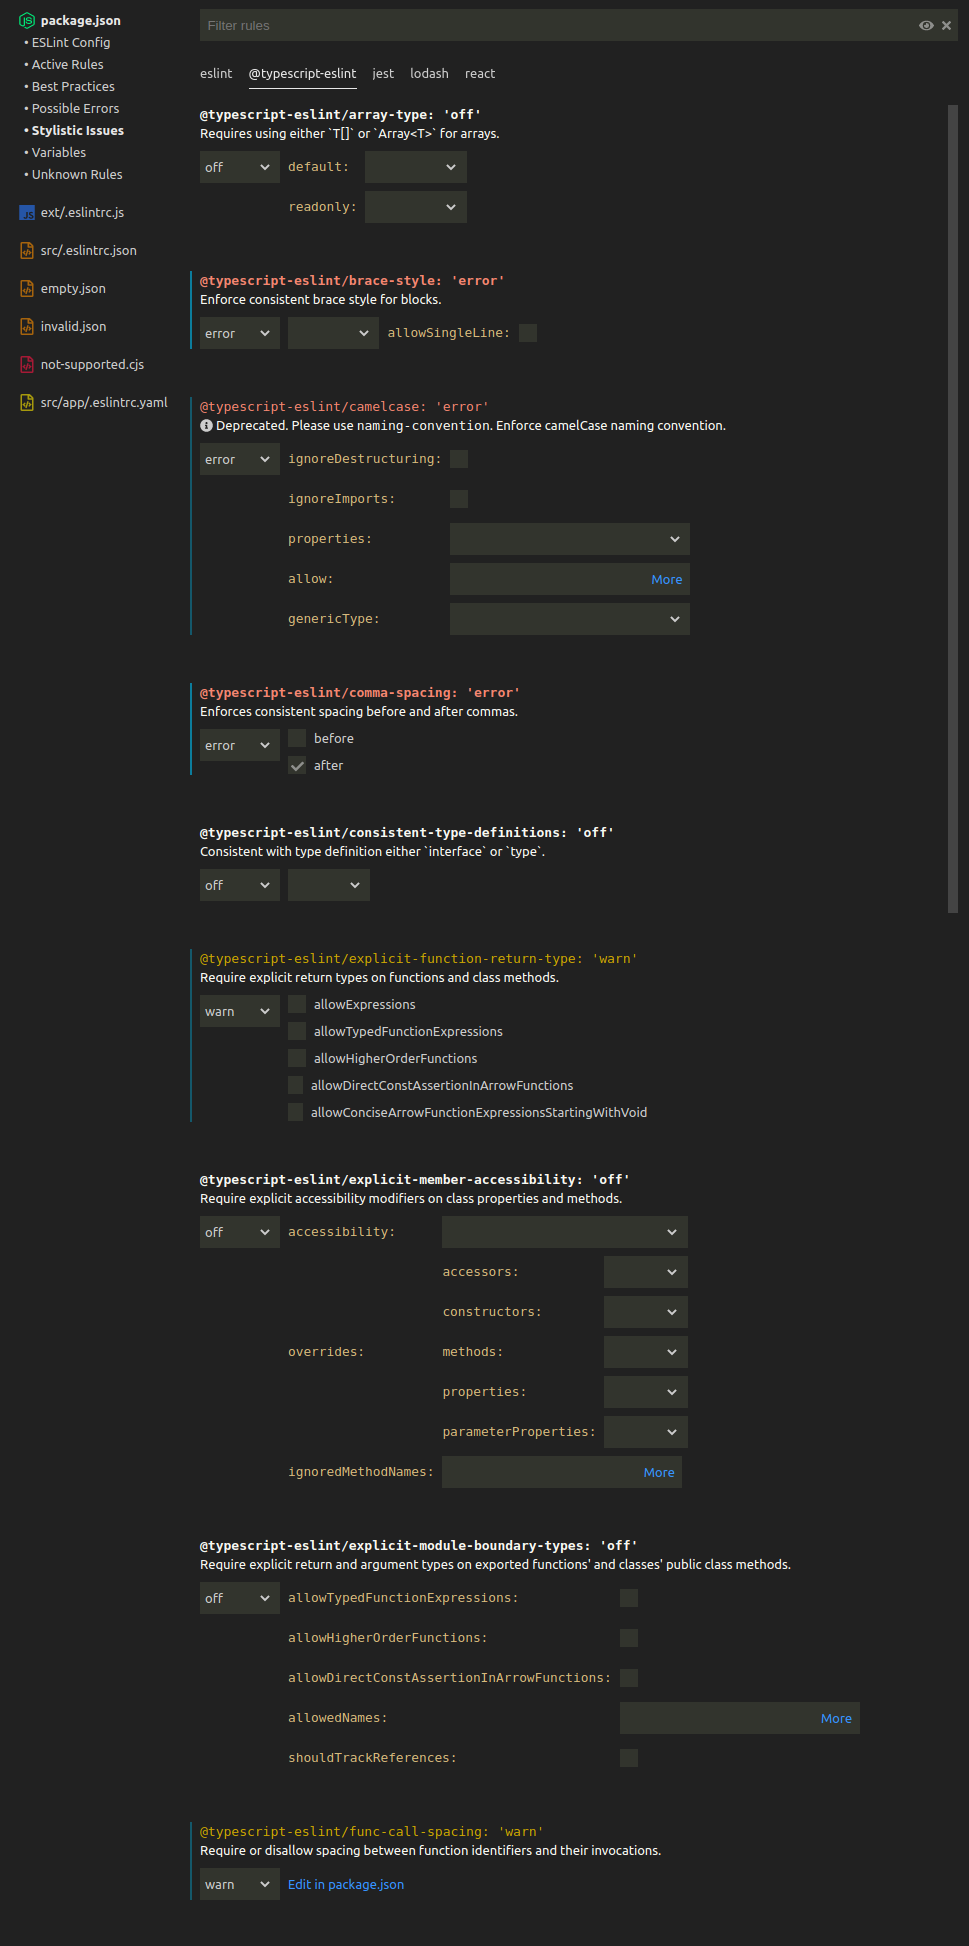 package.json
• ESLint Config
• Active Rules
• Best Practices
• Possible Errors
• Stylistic Issues
• Variables
• Unknown Rules
ext/.eslintrc.js
src/.eslintrc.json
empty.json
invalid.json
not-supported.cjs
src/app/.eslintrc.yaml
Filter rules
eslint @typescript-eslint jest lodash react
@typescript-eslint/array-type: 'off'
Requires using either `T[]` or `Array<T>` for arrays.
off default:
readonly:
@typescript-eslint/brace-style: 'error'
Enforce consistent brace style for blocks.
error allowSingleLine:
@typescript-eslint/camelcase: 'error'
Deprecated. Please use naming-convention. Enforce camelCase naming convention.
error ignoreDestructuring:
ignoreImports:
properties:
allow: More
genericType:
@typescript-eslint/comma-spacing: 'error'
Enforces consistent spacing before and after commas.
error before
after
@typescript-eslint/consistent-type-definitions: 'off'
Consistent with type definition either `interface` or `type`.
off
@typescript-eslint/explicit-function-return-type: 'warn'
Require explicit return types on functions and class methods.
warn allowExpressions
allowTypedFunctionExpressions
allowHigherOrderFunctions
allowDirectConstAssertionInArrowFunctions
allowConciseArrowFunctionExpressionsStartingWithVoid
@typescript-eslint/explicit-member-accessibility: 'off'
Require explicit accessibility modifiers on class properties and methods.
off accessibility:
accessors:
constructors:
overrides: methods:
properties:
parameterProperties:
ignoredMethodNames: More
@typescript-eslint/explicit-module-boundary-types: 'off'
Require explicit return and argument types on exported functions' and classes' public class methods.
off allowTypedFunctionExpressions:
allowHigherOrderFunctions:
allowDirectConstAssertionInArrowFunctions:
allowedNames: More
shouldTrackReferences:
@typescript-eslint/func-call-spacing: 'warn'
Require or disallow spacing between function identifiers and their invocations.
warn Edit in package.json